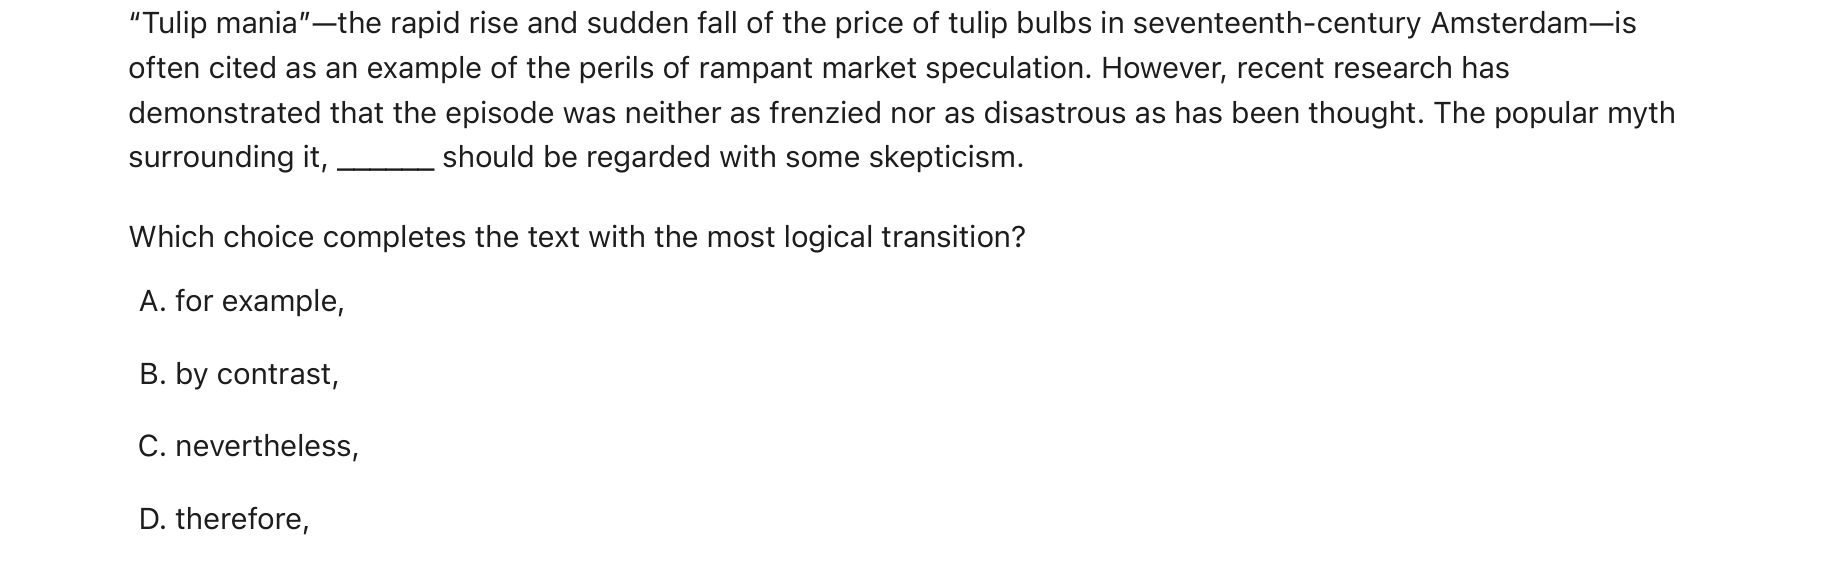 “Tulip mania”—the rapid rise and sudden fall of the price of tulip bulbs in seventeenth-century Amsterdam—is
often cited as an example of the perils of rampant market speculation. However, recent research has
demonstrated that the episode was neither as frenzied nor as disastrous as has been thought. The popular myth
surrounding it, ______ should be regarded with some skepticism.
Which choice completes the text with the most logical transition?
A. for example,
B. by contrast,
C. nevertheless,
D. therefore,